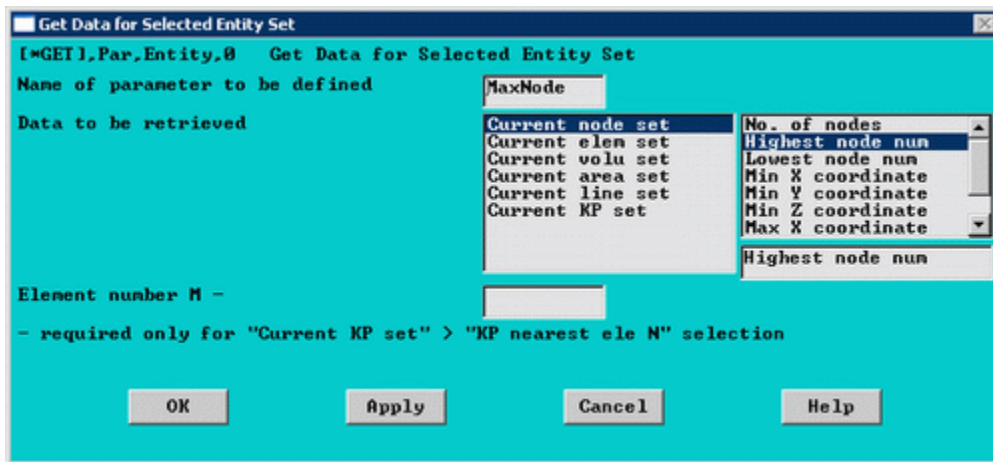 Get Data for Selected Entity Set
[*GET],Par,Entity,0 Get Data for Selected Entity Set
Name of parameter to be defined
MaxNode
Data to be retrieved
Current node set
Current elem set
Current volu set
Current area set
Current line set
Current KP set
No. of nodes
Highest node num
Lowest node num
Min X coordinate
Min Y coordinate
Min Z coordinate
Max X coordinate
Highest node num
Element number M -
- required only for "Current KP set" > "KP nearest ele N" selection
OK
Apply
Cancel
Help